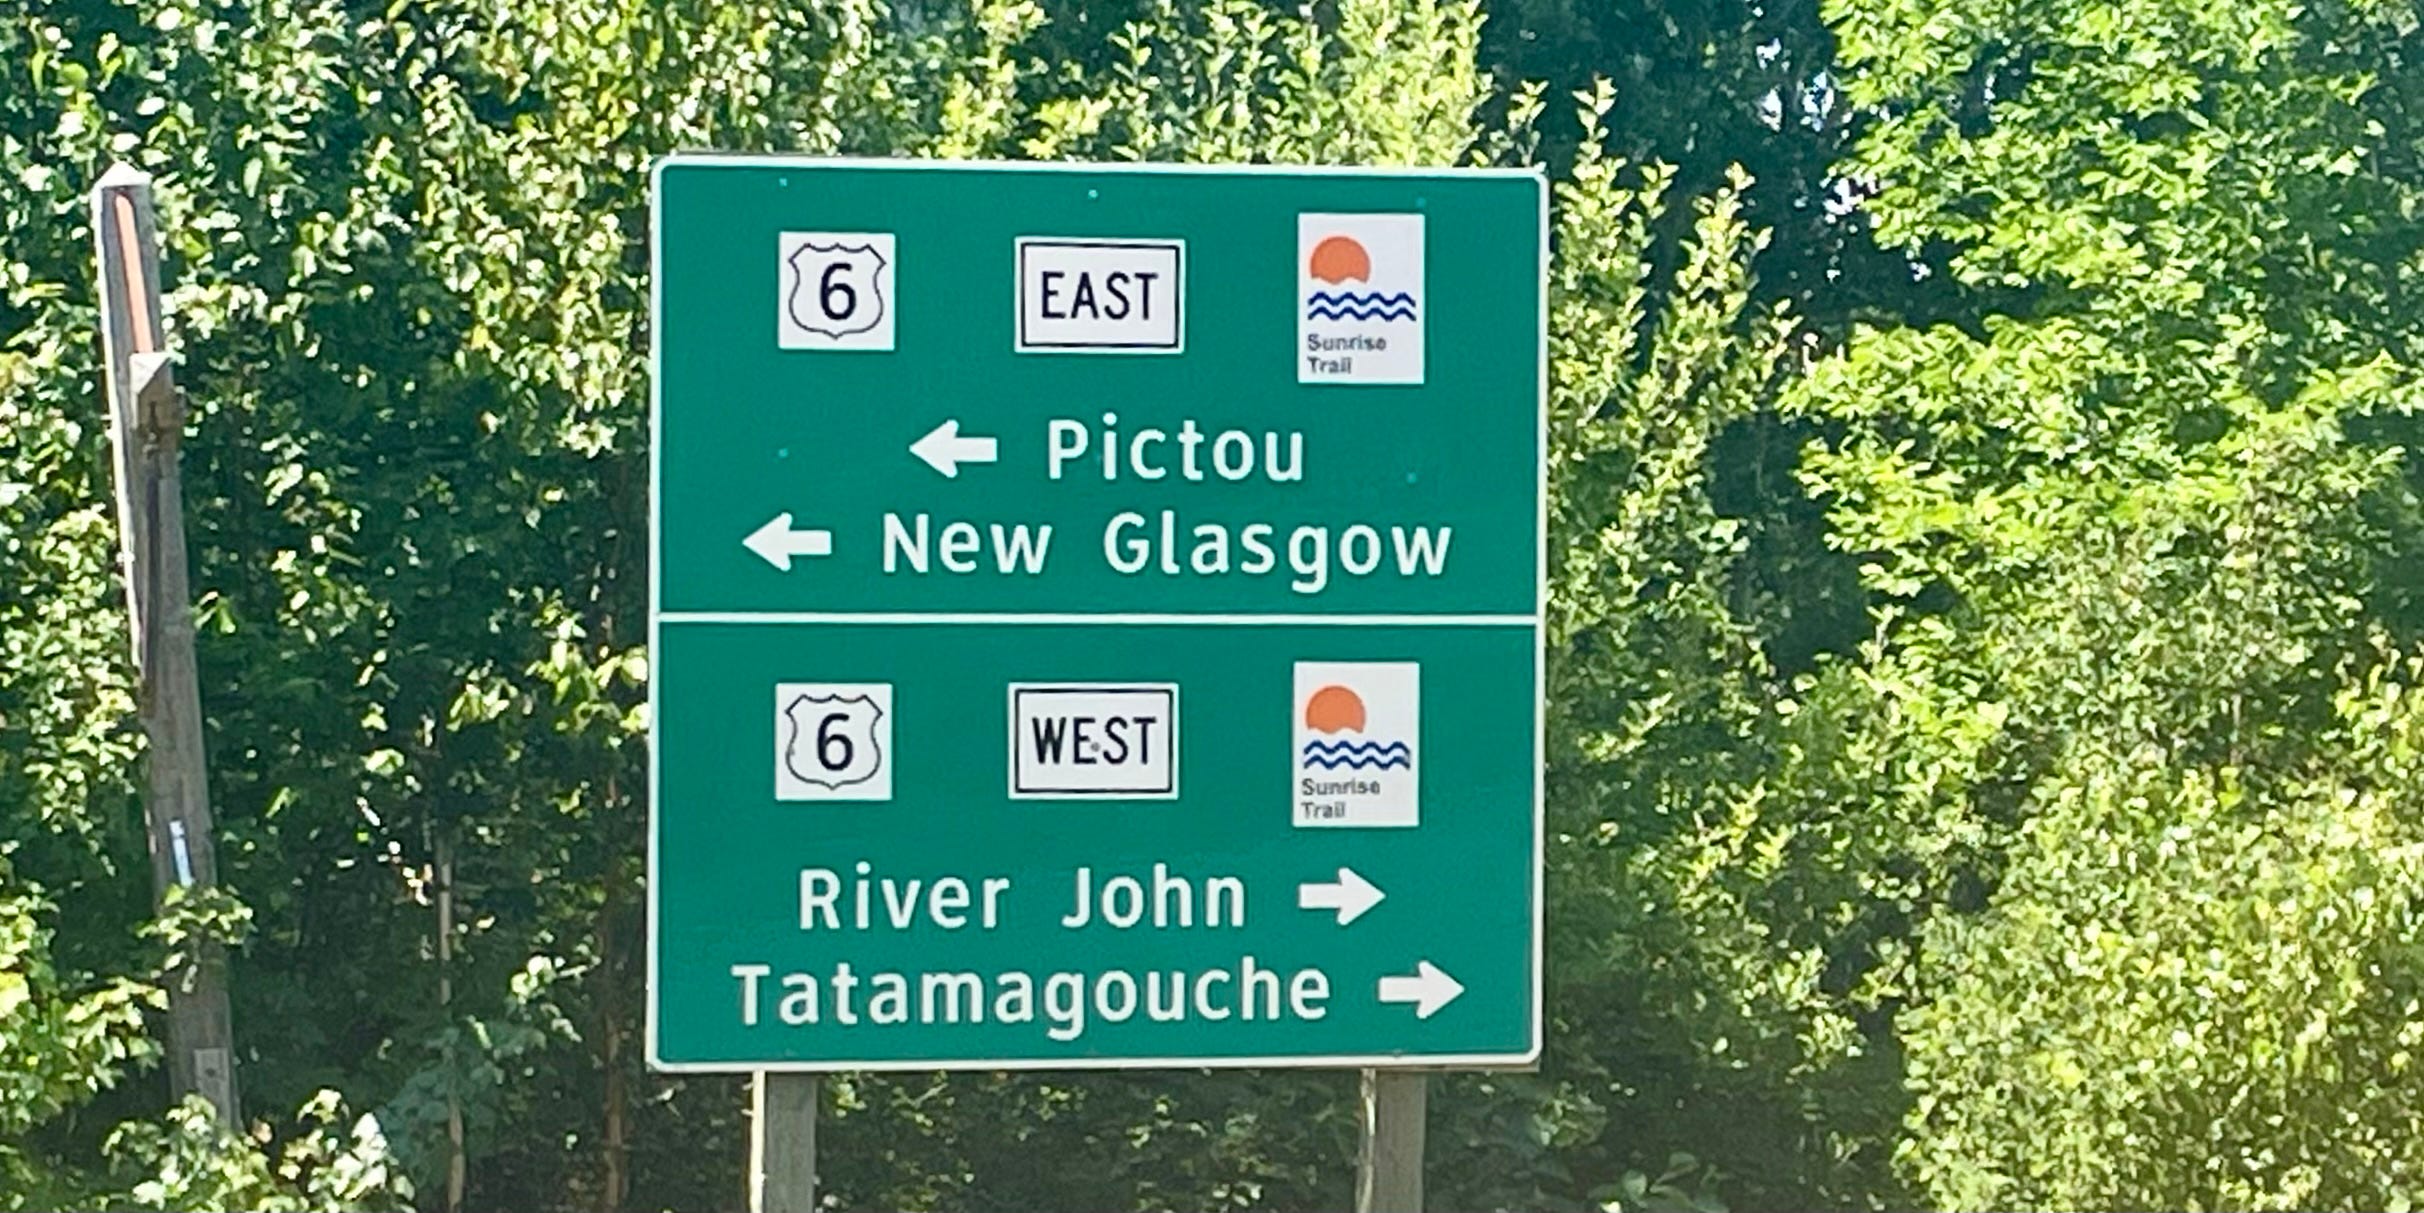 6 EAST Sunrise
Trail
← Pictou
← New Glasgow
6 WEST Sunrise
Trail
River John →
Tatamagouche →